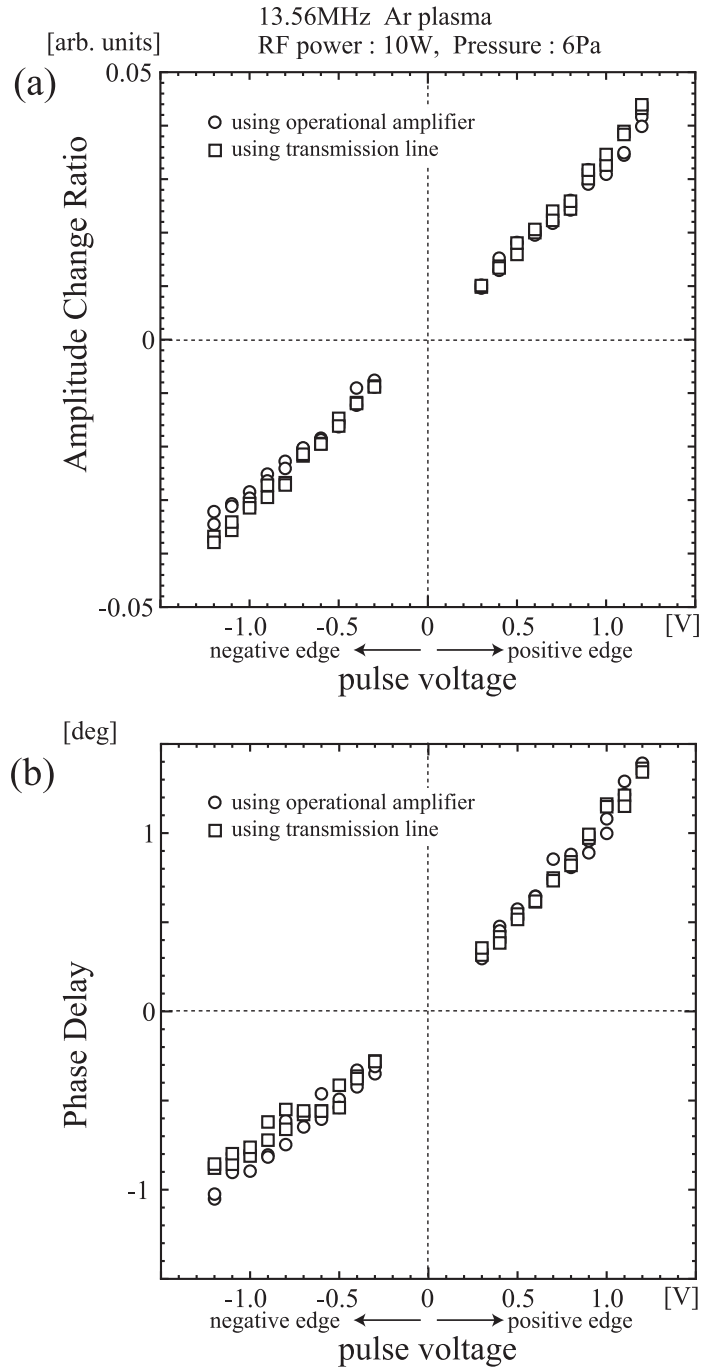 13.56MHz Ar plasma
[arb. units] RF power : 10W, Pressure : 6Pa
(a)
0.05
using operational amplifier
using transmission line
Amplitude Change Ratio
0
-0.05
-1.0 -0.5 0 0.5 1.0 [V]
negative edge positive edge
pulse voltage
[deg]
(b)
using operational amplifier
using transmission line
1
Phase Delay
0
-1
-1.0 -0.5 0 0.5 1.0 [V]
negative edge positive edge
pulse voltage